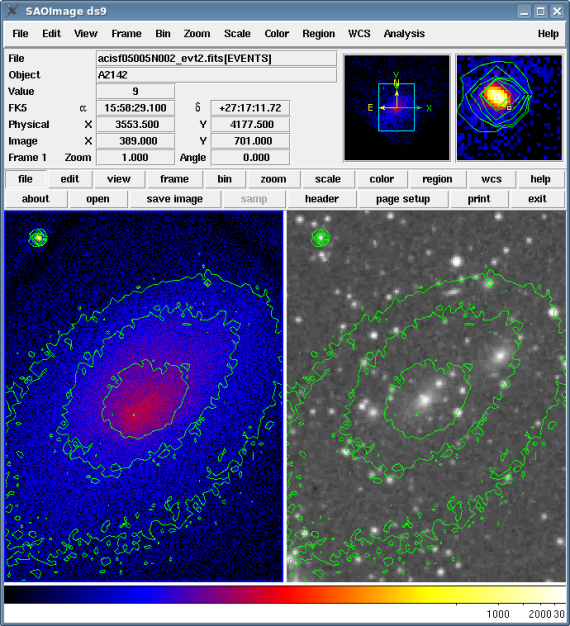 SAOImage ds9
File Edit View Frame Bin Zoom Scale Color Region WCS Analysis Help
File acisf05005N002_evt2.fits[EVENTS]
Object A2142
Value 9
FK5 α 15:58:29.100 δ +27:17:11.72
Physical X 3553.500 Y 4177.500
Image X 389.000 Y 701.000
Frame 1 Zoom 1.000 Angle 0.000
Y
N
E X
file edit view frame bin zoom scale color region wcs help
about open save image samp header page setup print exit
1000 2000 30